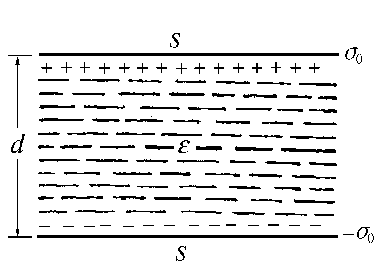 S
σ₀
+ + + + + + + + + + + + + + +
d
ε
−σ₀
S